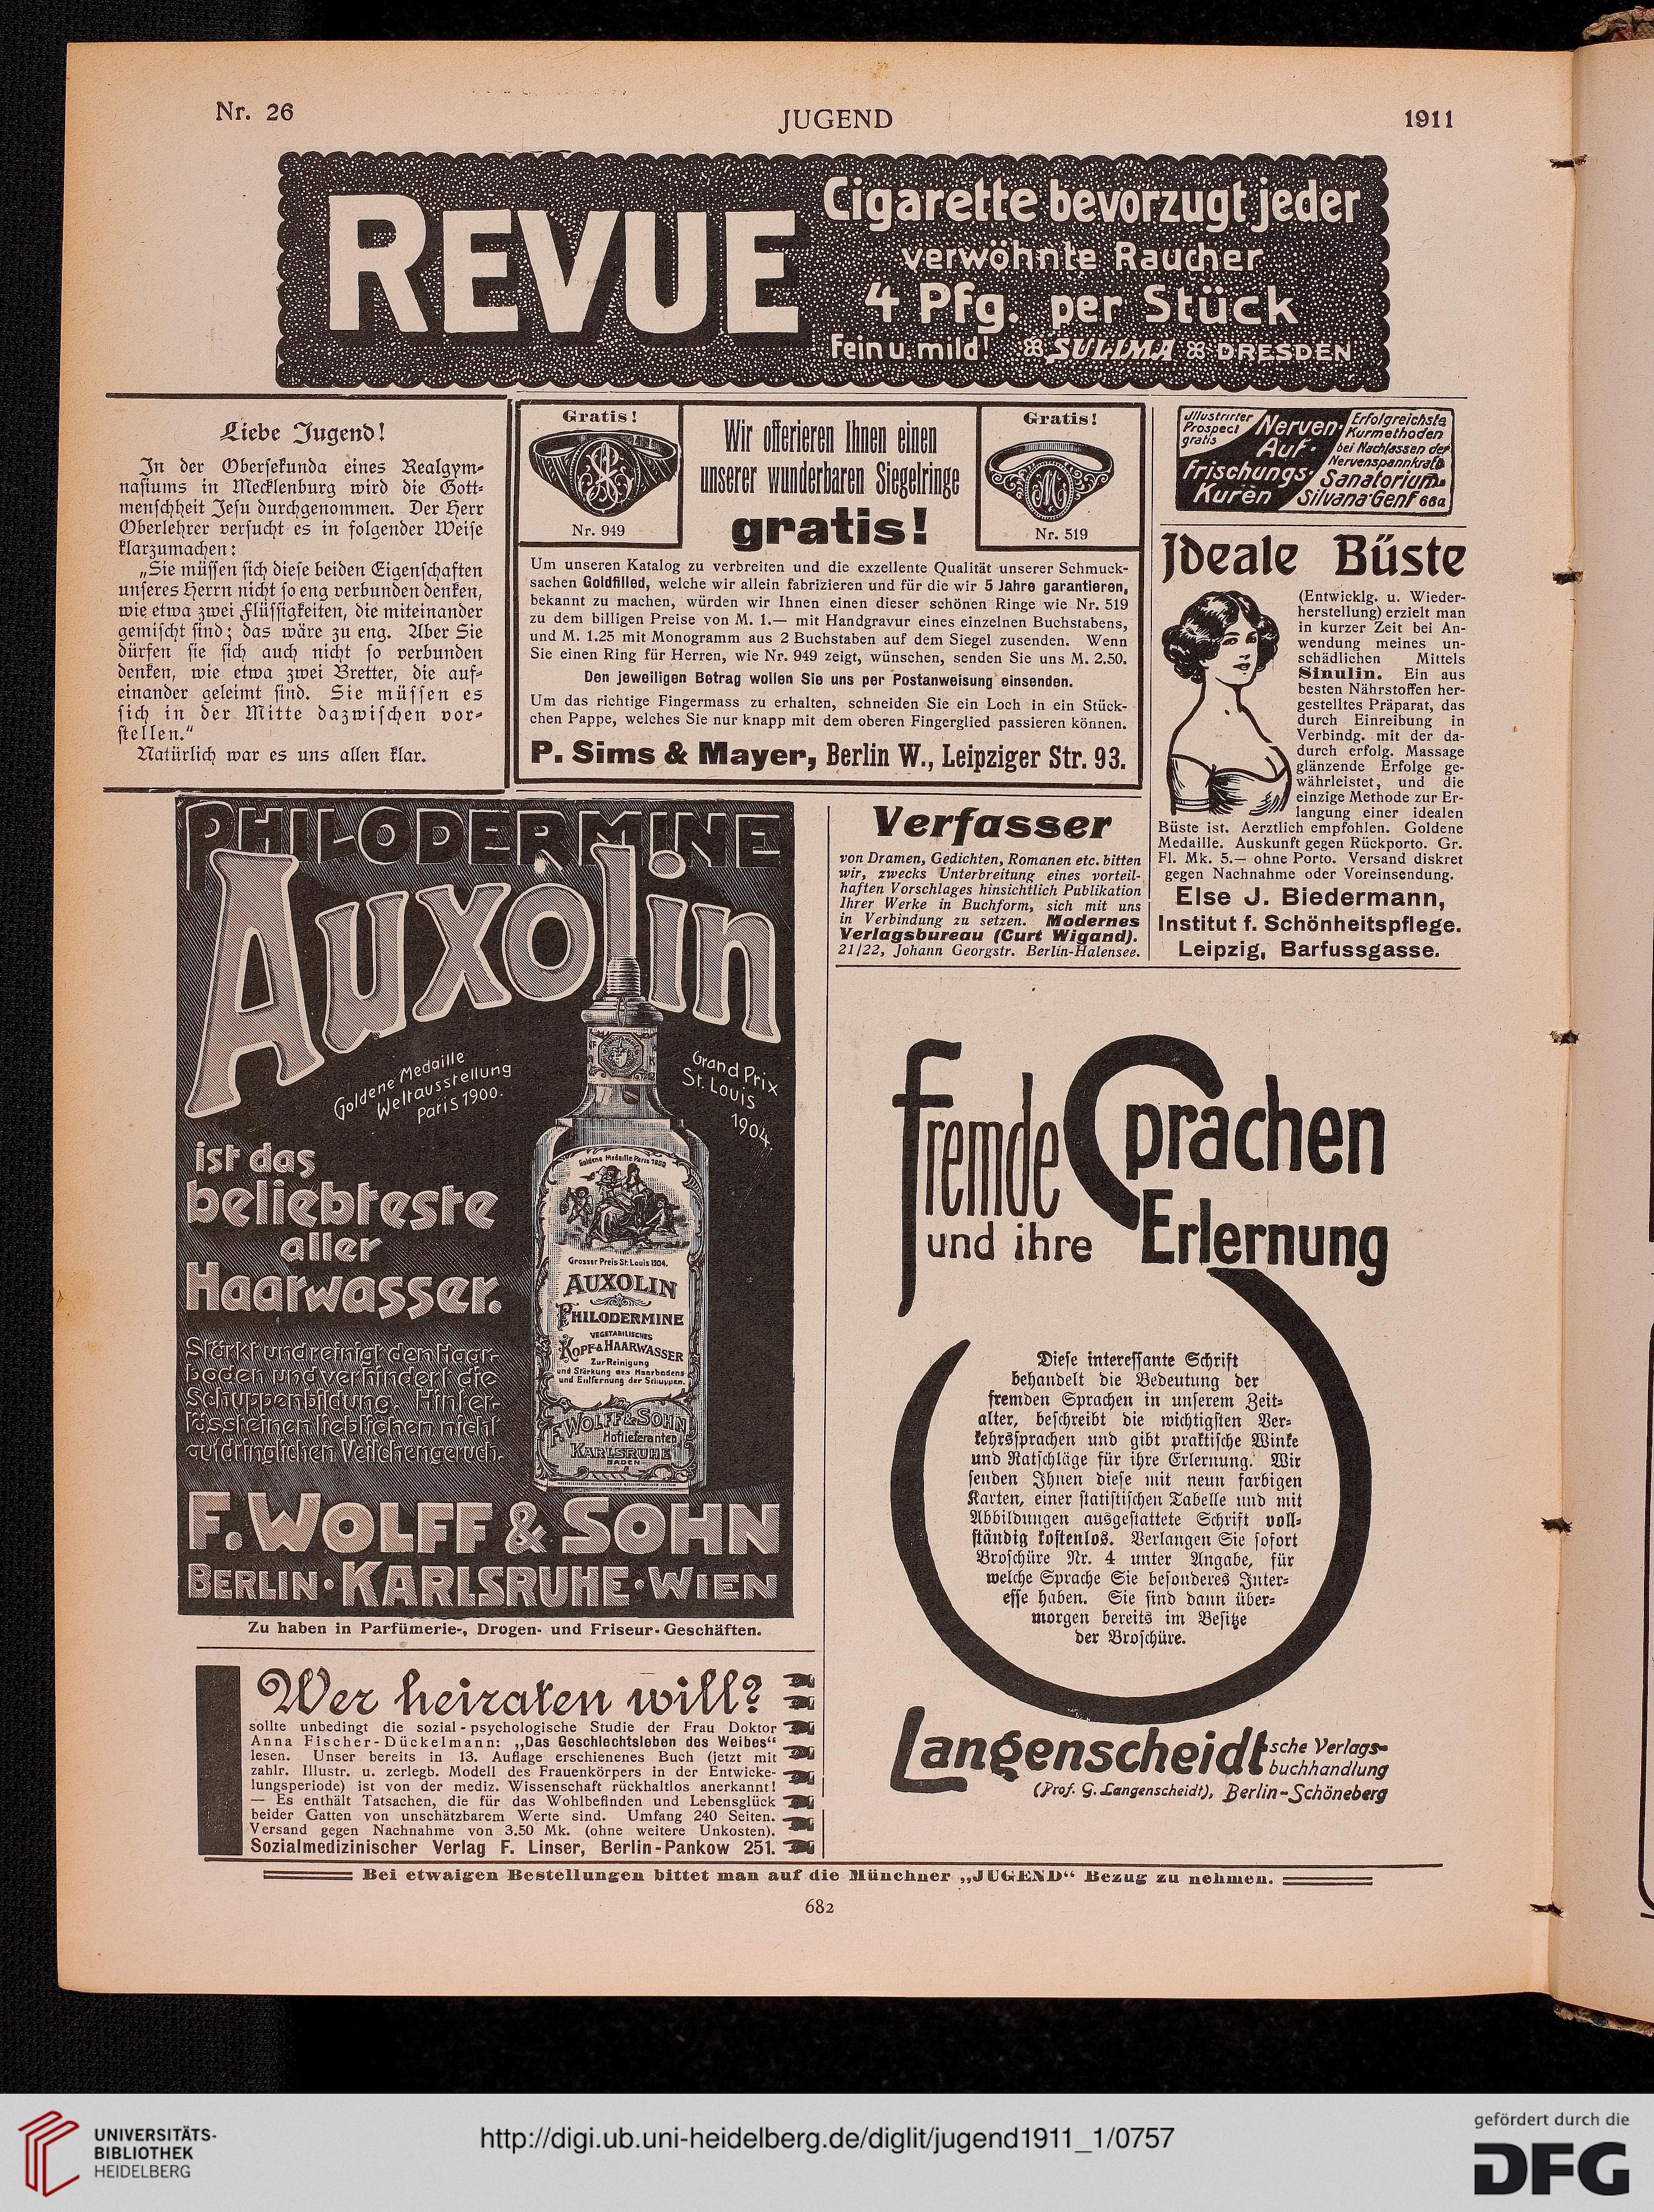 Nr. 26
JUGEND
1911
REVUE
Cigarette bevorzugt jeder
verwöhnte Raucher
4 Pfg. per Stück
Fein u. mild! SULIMA DRESDEN
Liebe Jugend!
In der Obersekunda eines Realgym-
nasiums in Mecklenburg wird die Gott-
menschheit Jesu durchgenommen. Der Herr
Oberlehrer versucht es in folgender Weise
klarzumachen:
„Sie müssen sich diese beiden Eigenschaften
unseres Herrn nicht so eng verbunden denken,
wie etwa zwei Flüssigkeiten, die miteinander
gemischt sind; das wäre zu eng. Aber Sie
dürfen sie sich auch nicht so verbunden
denken, wie etwa zwei Bretter, die auf-
einander geleimt sind. Sie müssen es
sich in der Mitte dazwischen vor-
stellen.“
Natürlich war es uns allen klar.
Gratis!
Nr. 949
Wir offerieren Ihnen einen
unserer wunderbaren Siegelringe
gratis!
Gratis!
Nr. 519
Um unseren Katalog zu verbreiten und die exzellente Qualität unserer Schmuck-
sachen Goldfilled, welche wir allein fabrizieren und für die wir 5 Jahre garantieren,
bekannt zu machen, würden wir Ihnen einen dieser schönen Ringe wie Nr. 519
zu dem billigen Preise von M. 1.— mit Handgravur eines einzelnen Buchstabens,
und M. 1.25 mit Monogramm aus 2 Buchstaben auf dem Siegel zusenden. Wenn
Sie einen Ring für Herren, wie Nr. 949 zeigt, wünschen, senden Sie uns M. 2.50.
Den jeweiligen Betrag wollen Sie uns per Postanweisung einsenden.
Um das richtige Fingermass zu erhalten, schneiden Sie ein Loch in ein Stück-
chen Pappe, welches Sie nur knapp mit dem oberen Fingerglied passieren können.
P. Sims & Mayer, Berlin W., Leipziger Str. 93.
Jllustrirter
Prospect
gratis
Nerven-
Auf-
frischungs-
Kuren
Erfolgreichste
Kurmethoden
bei Nachlassen der
Nervenspannkraft
Sanatorium
Silvana Genf 66a
Jdeale Büste
(Entwicklg. u. Wieder-
herstellung) erzielt man
in kurzer Zeit bei An-
wendung meines un-
schädlichen Mittels
Sinulin. Ein aus
besten Nährstoffen her-
gestelltes Präparat, das
durch Einreibung in
Verbindg. mit der da-
durch erfolg. Massage
glänzende Erfolge ge-
währleistet, und die
einzige Methode zur Er-
langung einer idealen
Büste ist. Aerztlich empfohlen. Goldene
Medaille. Auskunft gegen Rückporto. Gr.
Fl. Mk. 5.— ohne Porto. Versand diskret
gegen Nachnahme oder Voreinsendung.
Else J. Biedermann,
Institut f. Schönheitspflege.
Leipzig, Barfussgasse.
Verfasser
von Dramen, Gedichten, Romanen etc. bitten
wir, zwecks Unterbreitung eines vorteil-
haften Vorschlages hinsichtlich Publikation
Ihrer Werke in Buchform, sich mit uns
in Verbindung zu setzen. Modernes
Verlagsbureau (Curt Wigand).
21/22, Johann Georgstr. Berlin-Halensee.
PHILODERMINE
Auxolin
Goldene Medaille
Weltausstellung
Paris 1900.
Grand Prix
St. Louis
1904.
ist das
beliebteste
aller
Haarwasser.
Stärkt und reinigt den Haar-
boden und verhindert die
Schuppenbildung. Hinter-
lässt einen lieblichen nicht
aufdringlichen Veilchengeruch.
Goldene Medaille Paris 1900
Grosser Preis St. Louis 1904.
AUXOLIN
PHILODERMINE
VEGETABILISCHES
KOPF & HAARWASSER
Zur Reinigung
und Stärkung des Haarbodens
und Entfernung der Schuppen.
F. WOLFF & SOHN
Hoflieferanten
KARLSRUHE
BADEN
F. WOLFF & SOHN
BERLIN · KARLSRUHE · WIEN
Zu haben in Parfümerie-, Drogen- und Friseur-Geschäften.
Fremde Sprachen
und ihre Erlernung
Diese interessante Schrift
behandelt die Bedeutung der
fremden Sprachen in unserem Zeit-
alter, beschreibt die wichtigsten Ver-
kehrssprachen und gibt praktische Winke
und Ratschläge für ihre Erlernung. Wir
senden Ihnen diese mit neun farbigen
Karten, einer statistischen Tabelle und mit
Abbildungen ausgestattete Schrift voll-
ständig kostenlos. Verlangen Sie sofort
Broschüre Nr. 4 unter Angabe, für
welche Sprache Sie besonderes Inter-
esse haben. Sie sind dann über-
morgen bereits im Besitze
der Broschüre.
Langenscheidtsche Verlags-
buchhandlung
(Prof. G. Langenscheidt), Berlin-Schöneberg
Wer heiraten will?
sollte unbedingt die sozial-psychologische Studie der Frau Doktor
Anna Fischer-Dückelmann: „Das Geschlechtsleben des Weibes“
lesen. Unser bereits in 13. Auflage erschienenes Buch (jetzt mit
zahlr. Illustr. u. zerlegb. Modell des Frauenkörpers in der Entwicke-
lungsperiode) ist von der mediz. Wissenschaft rückhaltlos anerkannt!
— Es enthält Tatsachen, die für das Wohlbefinden und Lebensglück
beider Gatten von unschätzbarem Werte sind. Umfang 240 Seiten.
Versand gegen Nachnahme von 3.50 Mk. (ohne weitere Unkosten).
Sozialmedizinischer Verlag F. Linser, Berlin-Pankow 251.
Bei etwaigen Bestellungen bittet man auf die Münchner „JUGEND“ Bezug zu nehmen.
682
UNIVERSITÄTS-
BIBLIOTHEK
HEIDELBERG
http://digi.ub.uni-heidelberg.de/diglit/jugend1911_1/0757
gefördert durch die
DFG